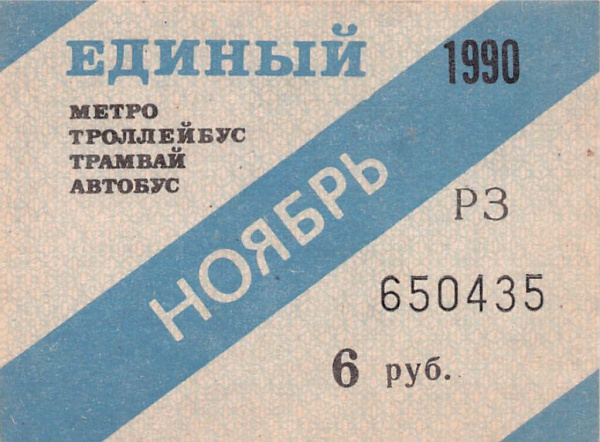 ЕДИНЫЙ 1990
МЕТРО
ТРОЛЛЕЙБУС
ТРАМВАЙ
АВТОБУС
НОЯБРЬ
РЗ
650435
6 руб.